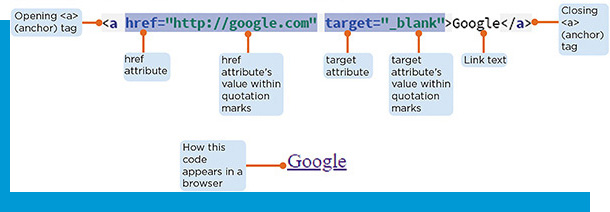 Opening <a>
(anchor) tag
<a href="http://google.com" target="_blank">Google</a>
Closing
<a>
(anchor)
tag
href
attribute
href
attribute's
value within
quotation
marks
target
attribute
target
attribute's
value within
quotation
marks
Link text
How this
code
appears in a
browser
Google